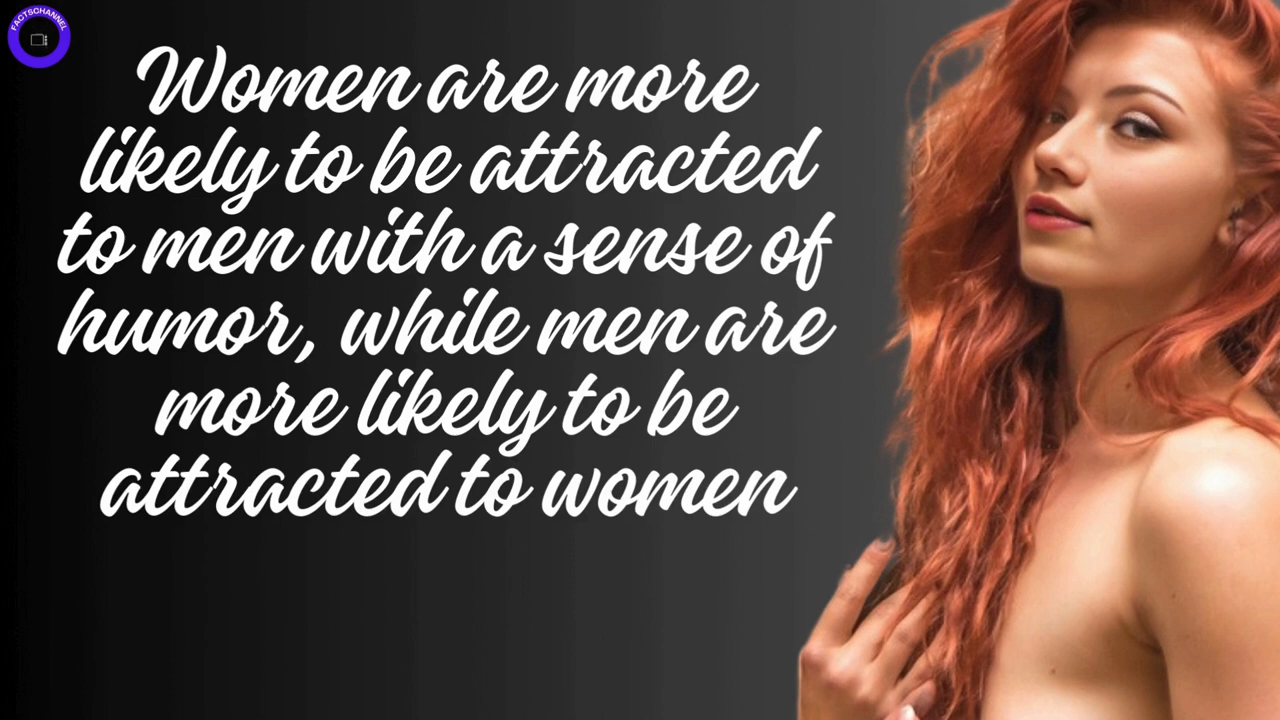 FACTSCHANNEL
Women are more
likely to be attracted
to men with a sense of
humor, while men are
more likely to be
attracted to women